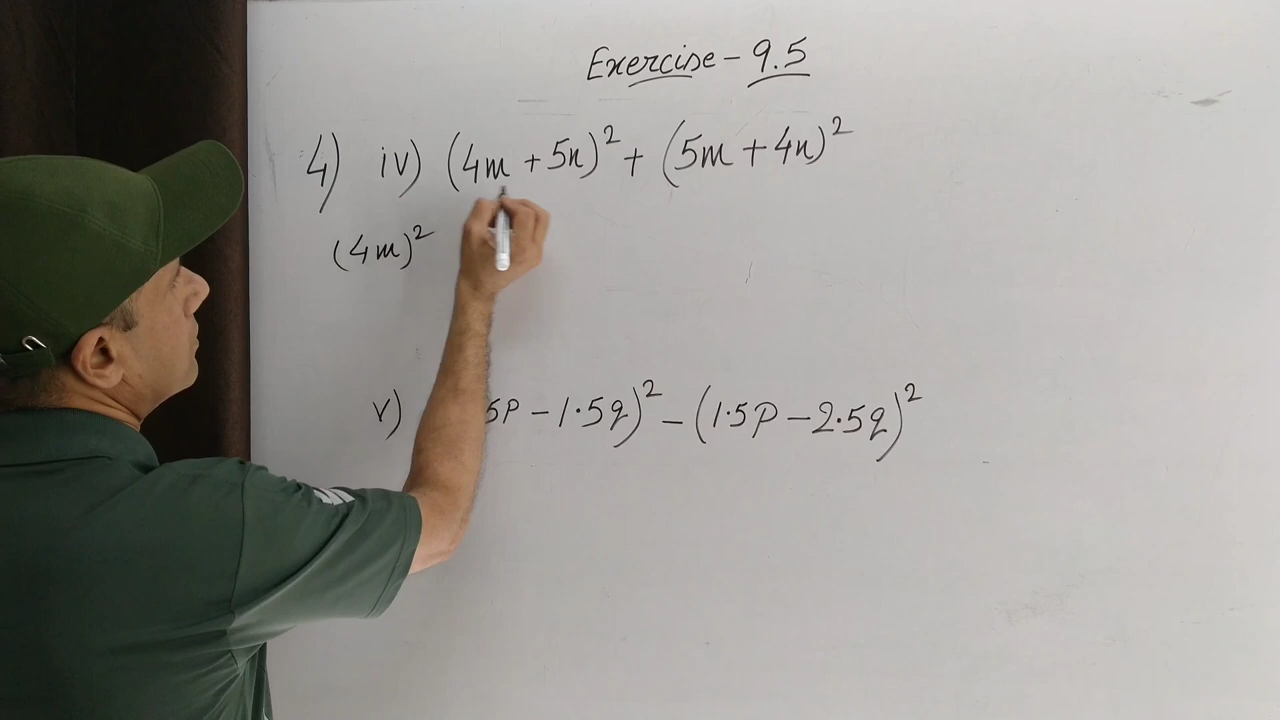 Exercise - 9.5
4) iv) (4m + 5n)² + (5m + 4n)²
(4m)²
v) 5p - 1.5q)² - (1.5p - 2.5q)²